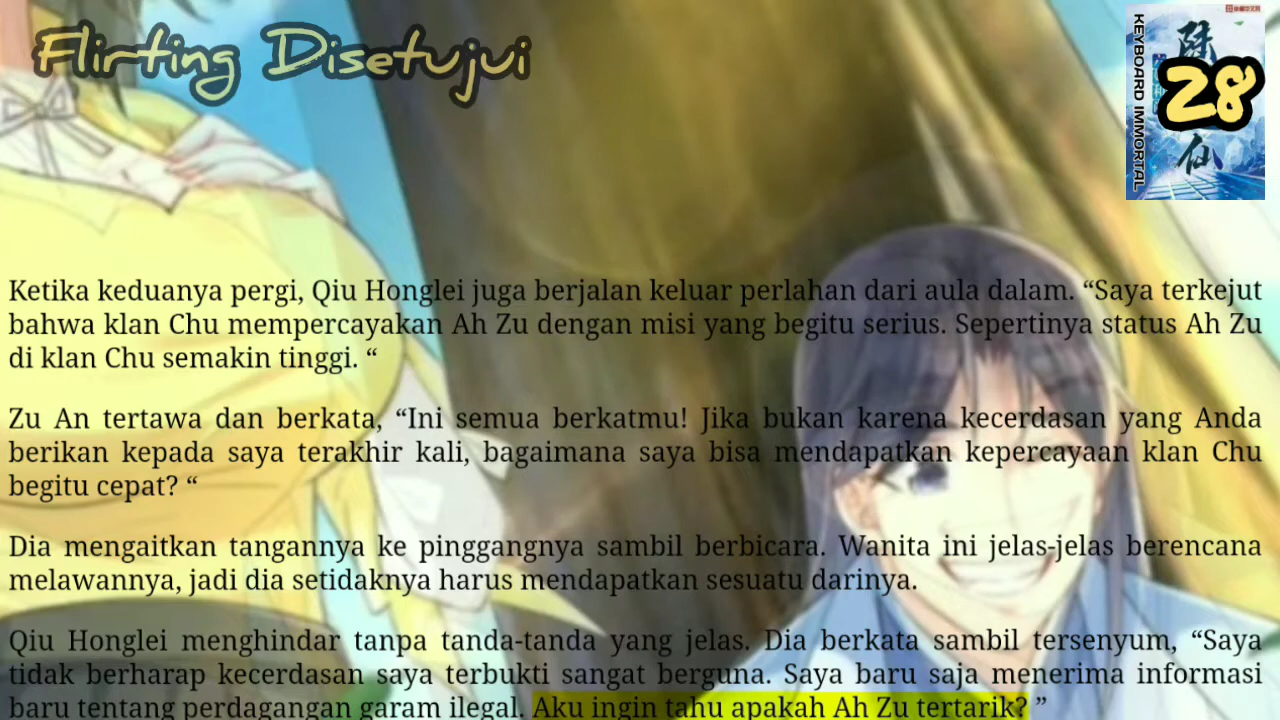 Flirting Disetujui
KEYBOARD IMMORTAL
28
仙
Ketika keduanya pergi, Qiu Honglei juga berjalan keluar perlahan dari aula dalam. “Saya terkejut
bahwa klan Chu mempercayakan Ah Zu dengan misi yang begitu serius. Sepertinya status Ah Zu
di klan Chu semakin tinggi. “
Zu An tertawa dan berkata, “Ini semua berkatmu! Jika bukan karena kecerdasan yang Anda
berikan kepada saya terakhir kali, bagaimana saya bisa mendapatkan kepercayaan klan Chu
begitu cepat? “
Dia mengaitkan tangannya ke pinggangnya sambil berbicara. Wanita ini jelas-jelas berencana
melawannya, jadi dia setidaknya harus mendapatkan sesuatu darinya.
Qiu Honglei menghindar tanpa tanda-tanda yang jelas. Dia berkata sambil tersenyum, “Saya
tidak berharap kecerdasan saya terbukti sangat berguna. Saya baru saja menerima informasi
baru tentang perdagangan garam ilegal. Aku ingin tahu apakah Ah Zu tertarik? ”